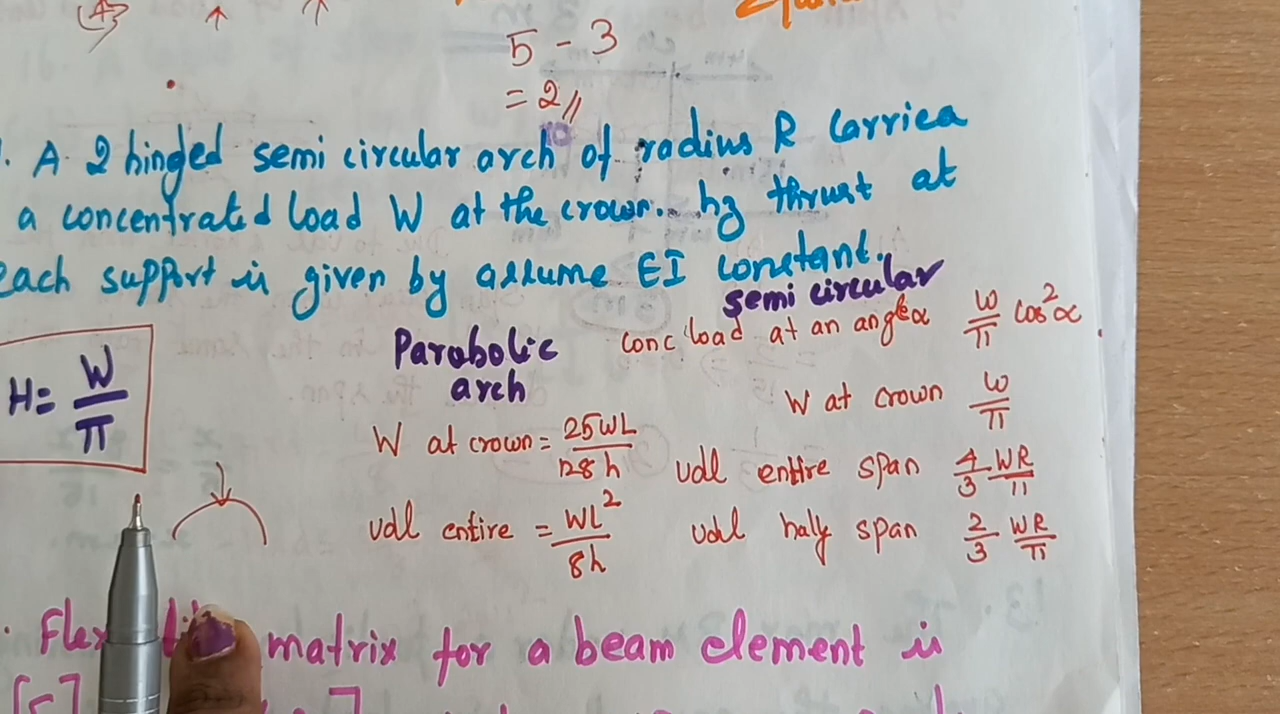 5 - 3
= 2//
. A 2 hinged semi circular arch of radius R Carries
a concentrated load W at the crown. hz thrust at
each support is given by assume EI constant.
semi circular
conc load at an angle α W/π cos²α.
Parabolic
arch
H = W/π
W at crown W/π
W at crown = 25WL/128h
udl entire span 4/3 WR/π
udl entire = WL²/8h
udl half span 2/3 WR/π
matrix for a beam element is